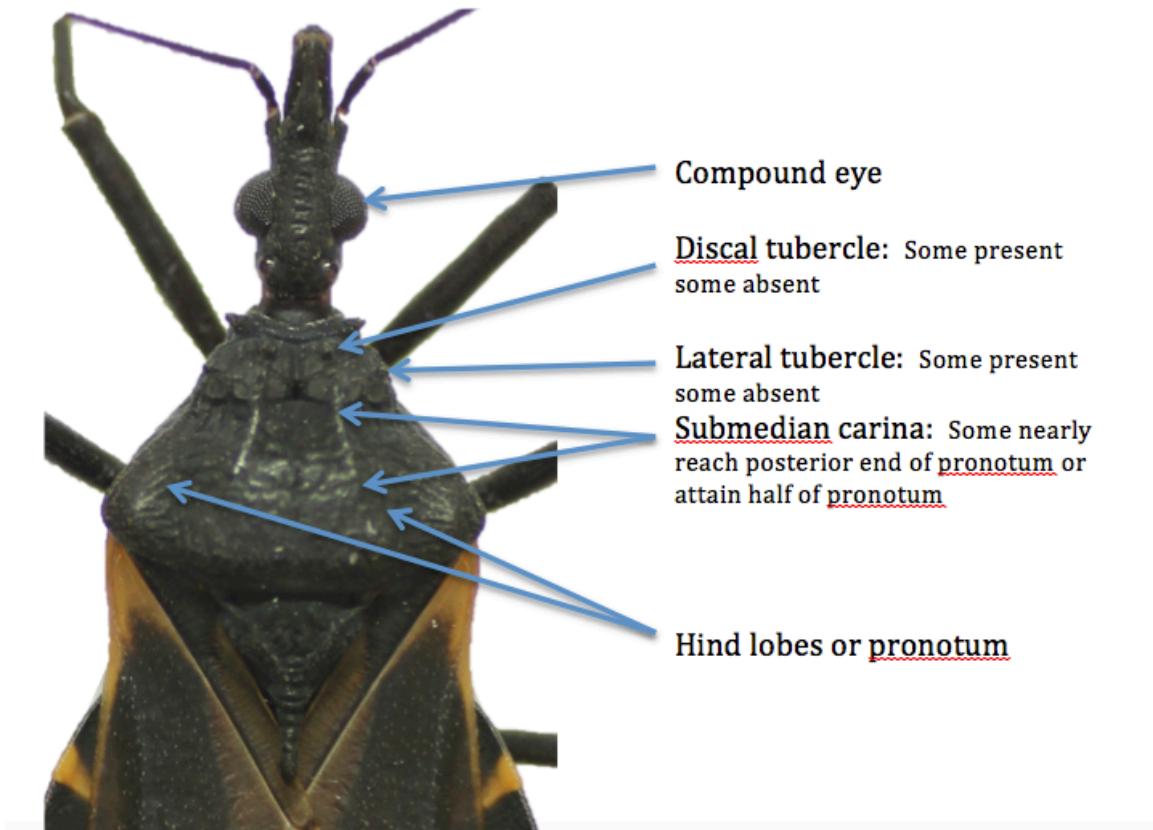 Compound eye
Discal tubercle: Some present
some absent
Lateral tubercle: Some present
some absent
Submedian carina: Some nearly
reach posterior end of pronotum or
attain half of pronotum
Hind lobes or pronotum